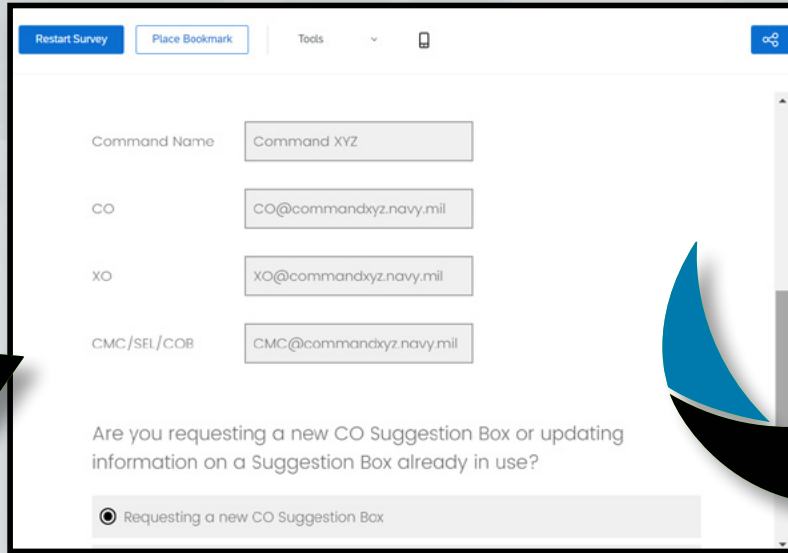 Restart Survey Place Bookmark Tools
Command Name Command XYZ
CO CO@commandxyz.navy.mil
XO XO@commandxyz.navy.mil
CMC/SEL/COB CMC@commandxyz.navy.mil
Are you requesting a new CO Suggestion Box or updating
information on a Suggestion Box already in use?
Requesting a new CO Suggestion Box